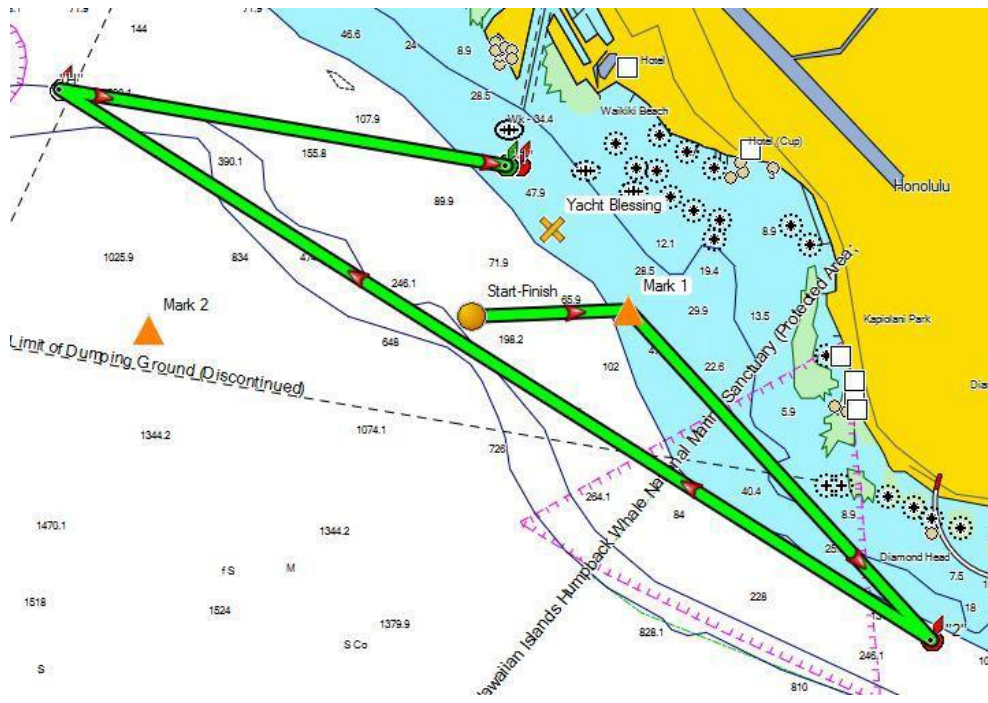 71.9
144
46.6
24
8.9
Hotel
"H"
28.5
Waikiki Beach
107.9
Wk - 34.4
Hotel (Cup)
390.1
155.8
S
Honolulu
89.9
47.9
Yacht Blessing
12.1
8.9
1025.9
834
71.9
28.5
19.4
246.1
Start-Finish
65.9
Mark 1
Mark 2
29.9
13.5
Kapiolani Park
198.2
648
Limit of Dumping Ground (Discontinued)
102
22.6
5.9
1344.2
1074.1
726
Hawaiian Islands Humpback Whale National Marine Sanctuary (Protected Area)
40.4
264.1
84
8.9
1470.1
1344.2
Diamond Head
f S
M
7.5
228
1518
1524
18
1379.9
828.1
"2"
S Co
246.1
S
810